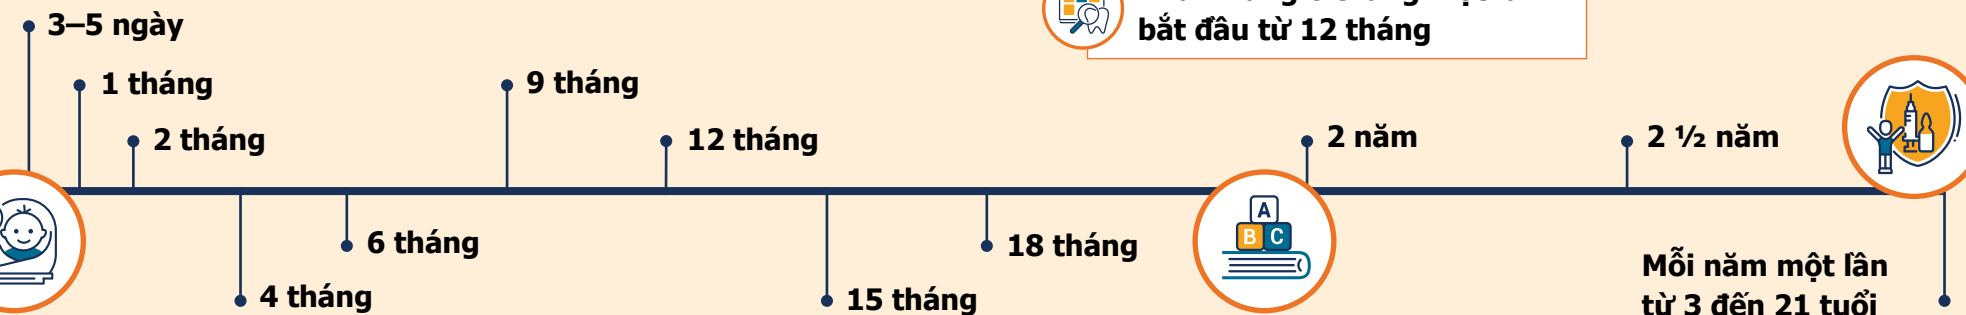 3–5 ngày
bắt đầu từ 12 tháng
1 tháng
9 tháng
2 tháng
12 tháng
2 năm
2 ½ năm
A
B C
6 tháng
18 tháng
4 tháng
15 tháng
Mỗi năm một lần
từ 3 đến 21 tuổi